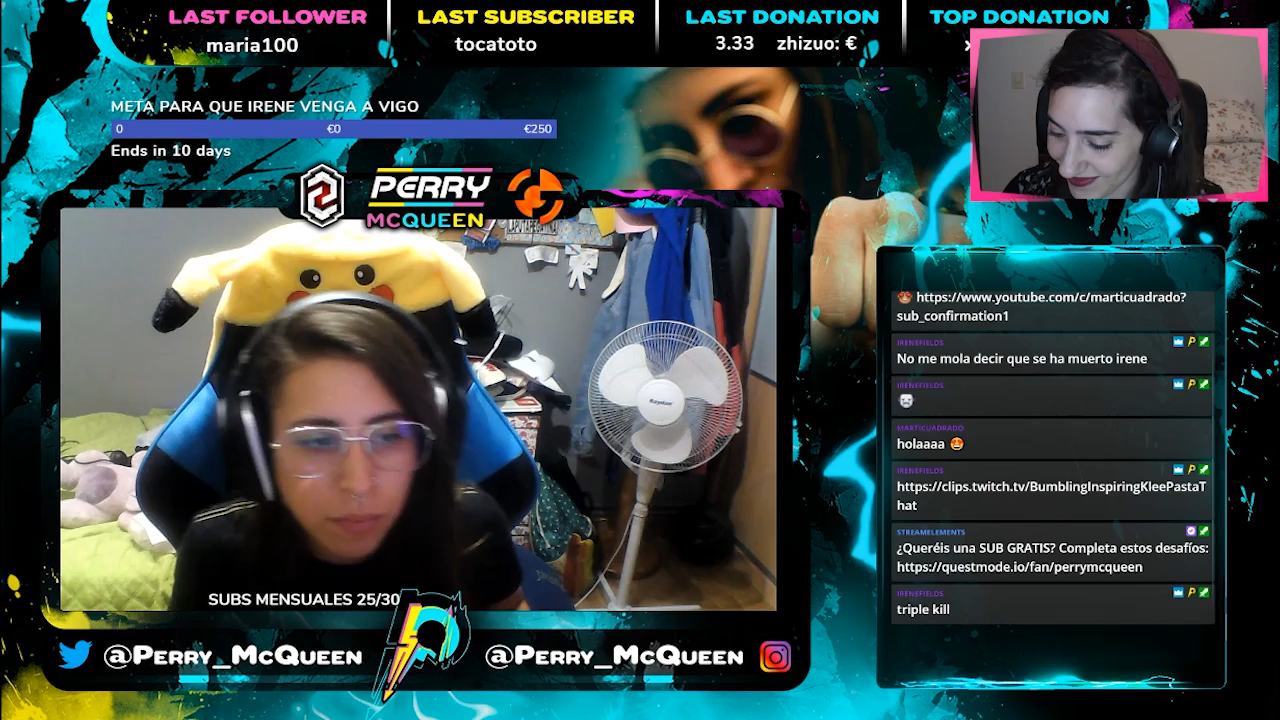 LAST FOLLOWER
maria100
LAST SUBSCRIBER
tocatoto
LAST DONATION
3.33 zhizuo: €
TOP DONATION
META PARA QUE IRENE VENGA A VIGO
0 €0 €250
Ends in 10 days
PERRY
MCQUEEN
https://www.youtube.com/c/marticuadrado?
sub_confirmation1
IRENEFIELDS
No me mola decir que se ha muerto irene
IRENEFIELDS
MARTICUADRADO
holaaaa
IRENEFIELDS
https://clips.twitch.tv/BumblingInspiringKleePastaT
hat
STREAMELEMENTS
¿Queréis una SUB GRATIS? Completa estos desafíos:
https://questmode.io/fan/perrymcqueen
IRENEFIELDS
triple kill
SUBS MENSUALES 25/30
@PERRY_MCQUEEN
@PERRY_MCQUEEN